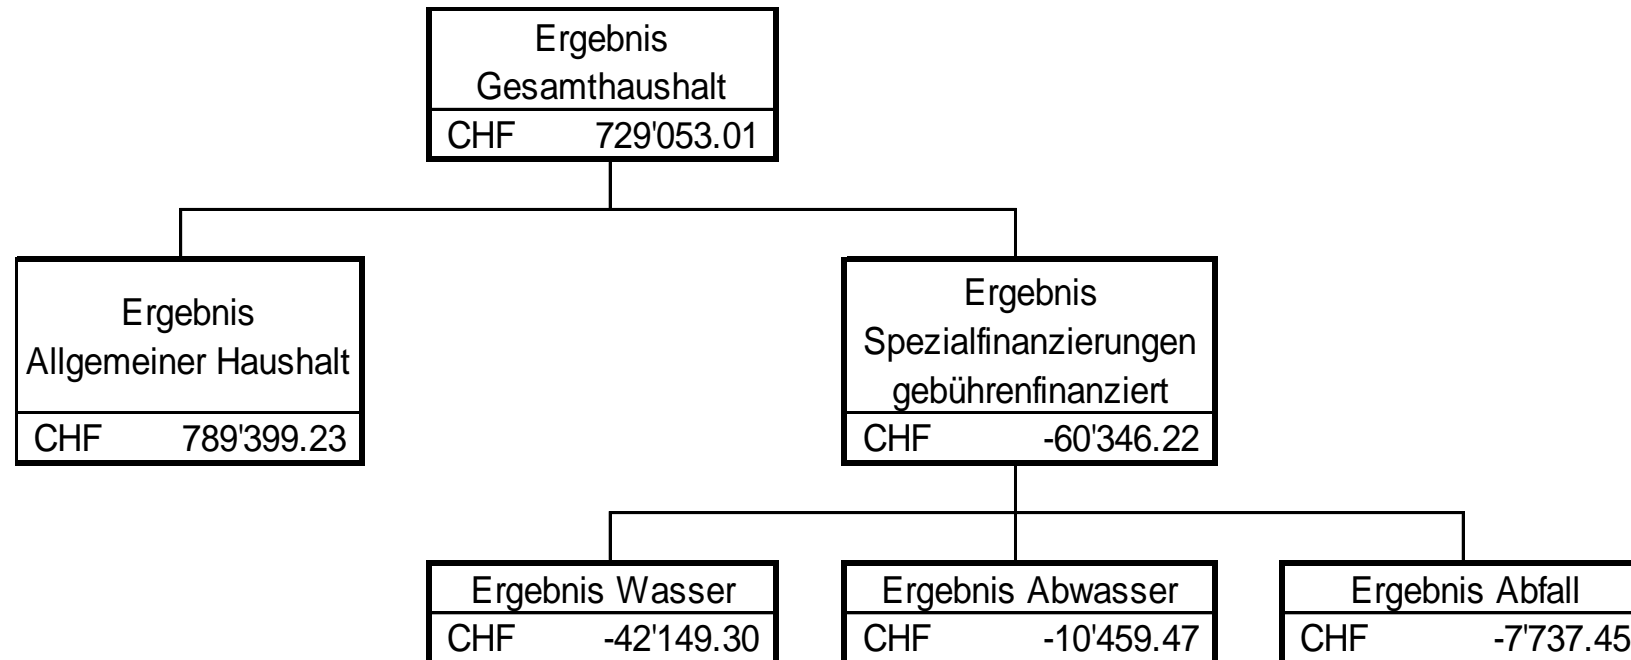 Ergebnis
Gesamthaushalt
CHF 729'053.01
Ergebnis
Allgemeiner Haushalt
CHF 789'399.23
Ergebnis
Spezialfinanzierungen
gebührenfinanziert
CHF -60'346.22
Ergebnis Wasser
CHF -42'149.30
Ergebnis Abwasser
CHF -10'459.47
Ergebnis Abfall
CHF -7'737.45